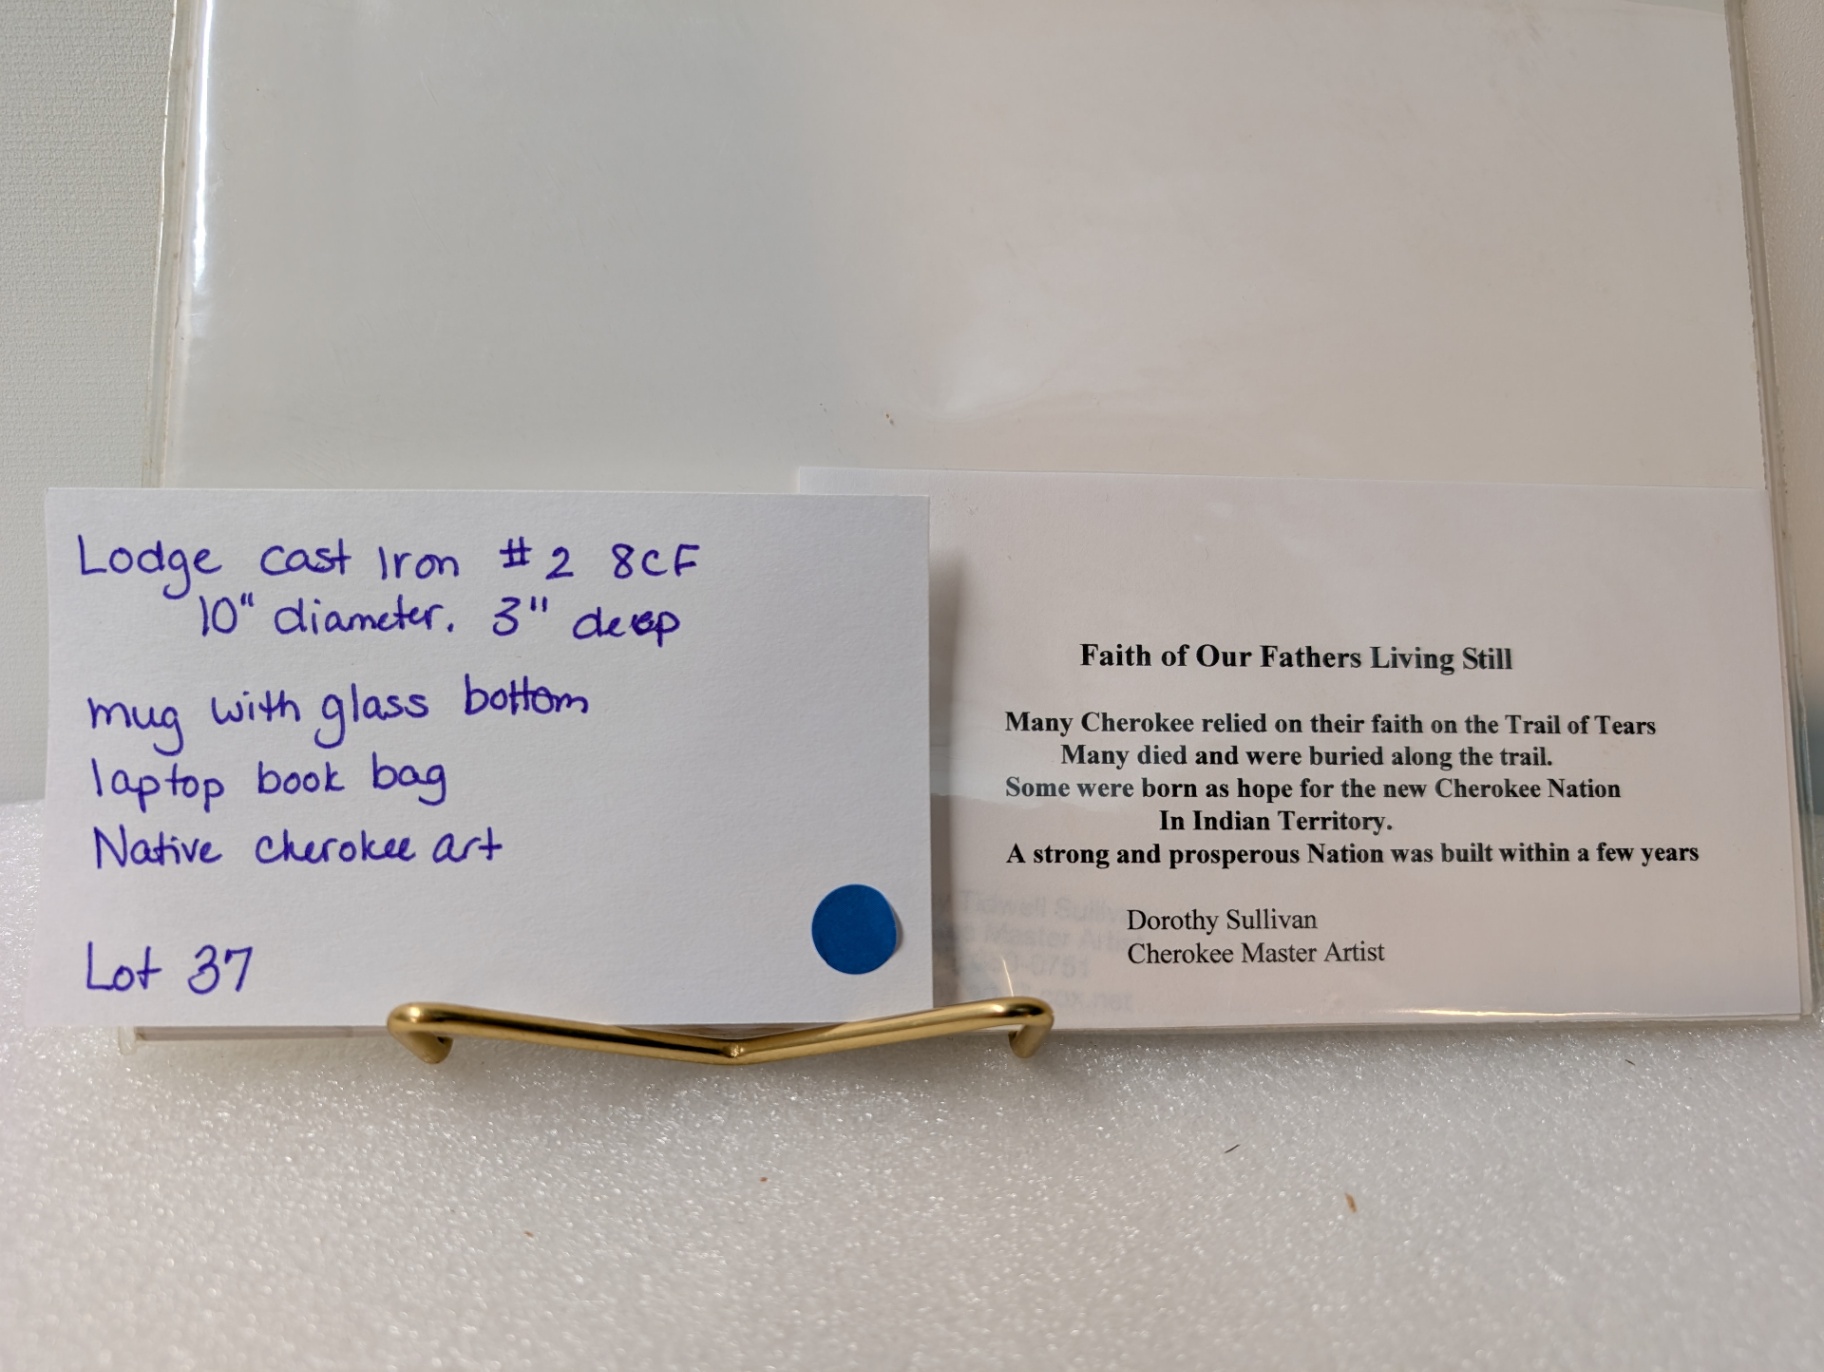 Lodge cast Iron #2 8CF
10" diameter. 3" deep
mug with glass bottom
laptop book bag
Native cherokee art
Lot 37
Faith of Our Fathers Living Still
Many Cherokee relied on their faith on the Trail of Tears
Many died and were buried along the trail.
Some were born as hope for the new Cherokee Nation
In Indian Territory.
A strong and prosperous Nation was built within a few years
Dorothy Sullivan
Cherokee Master Artist
Tidwell
Master